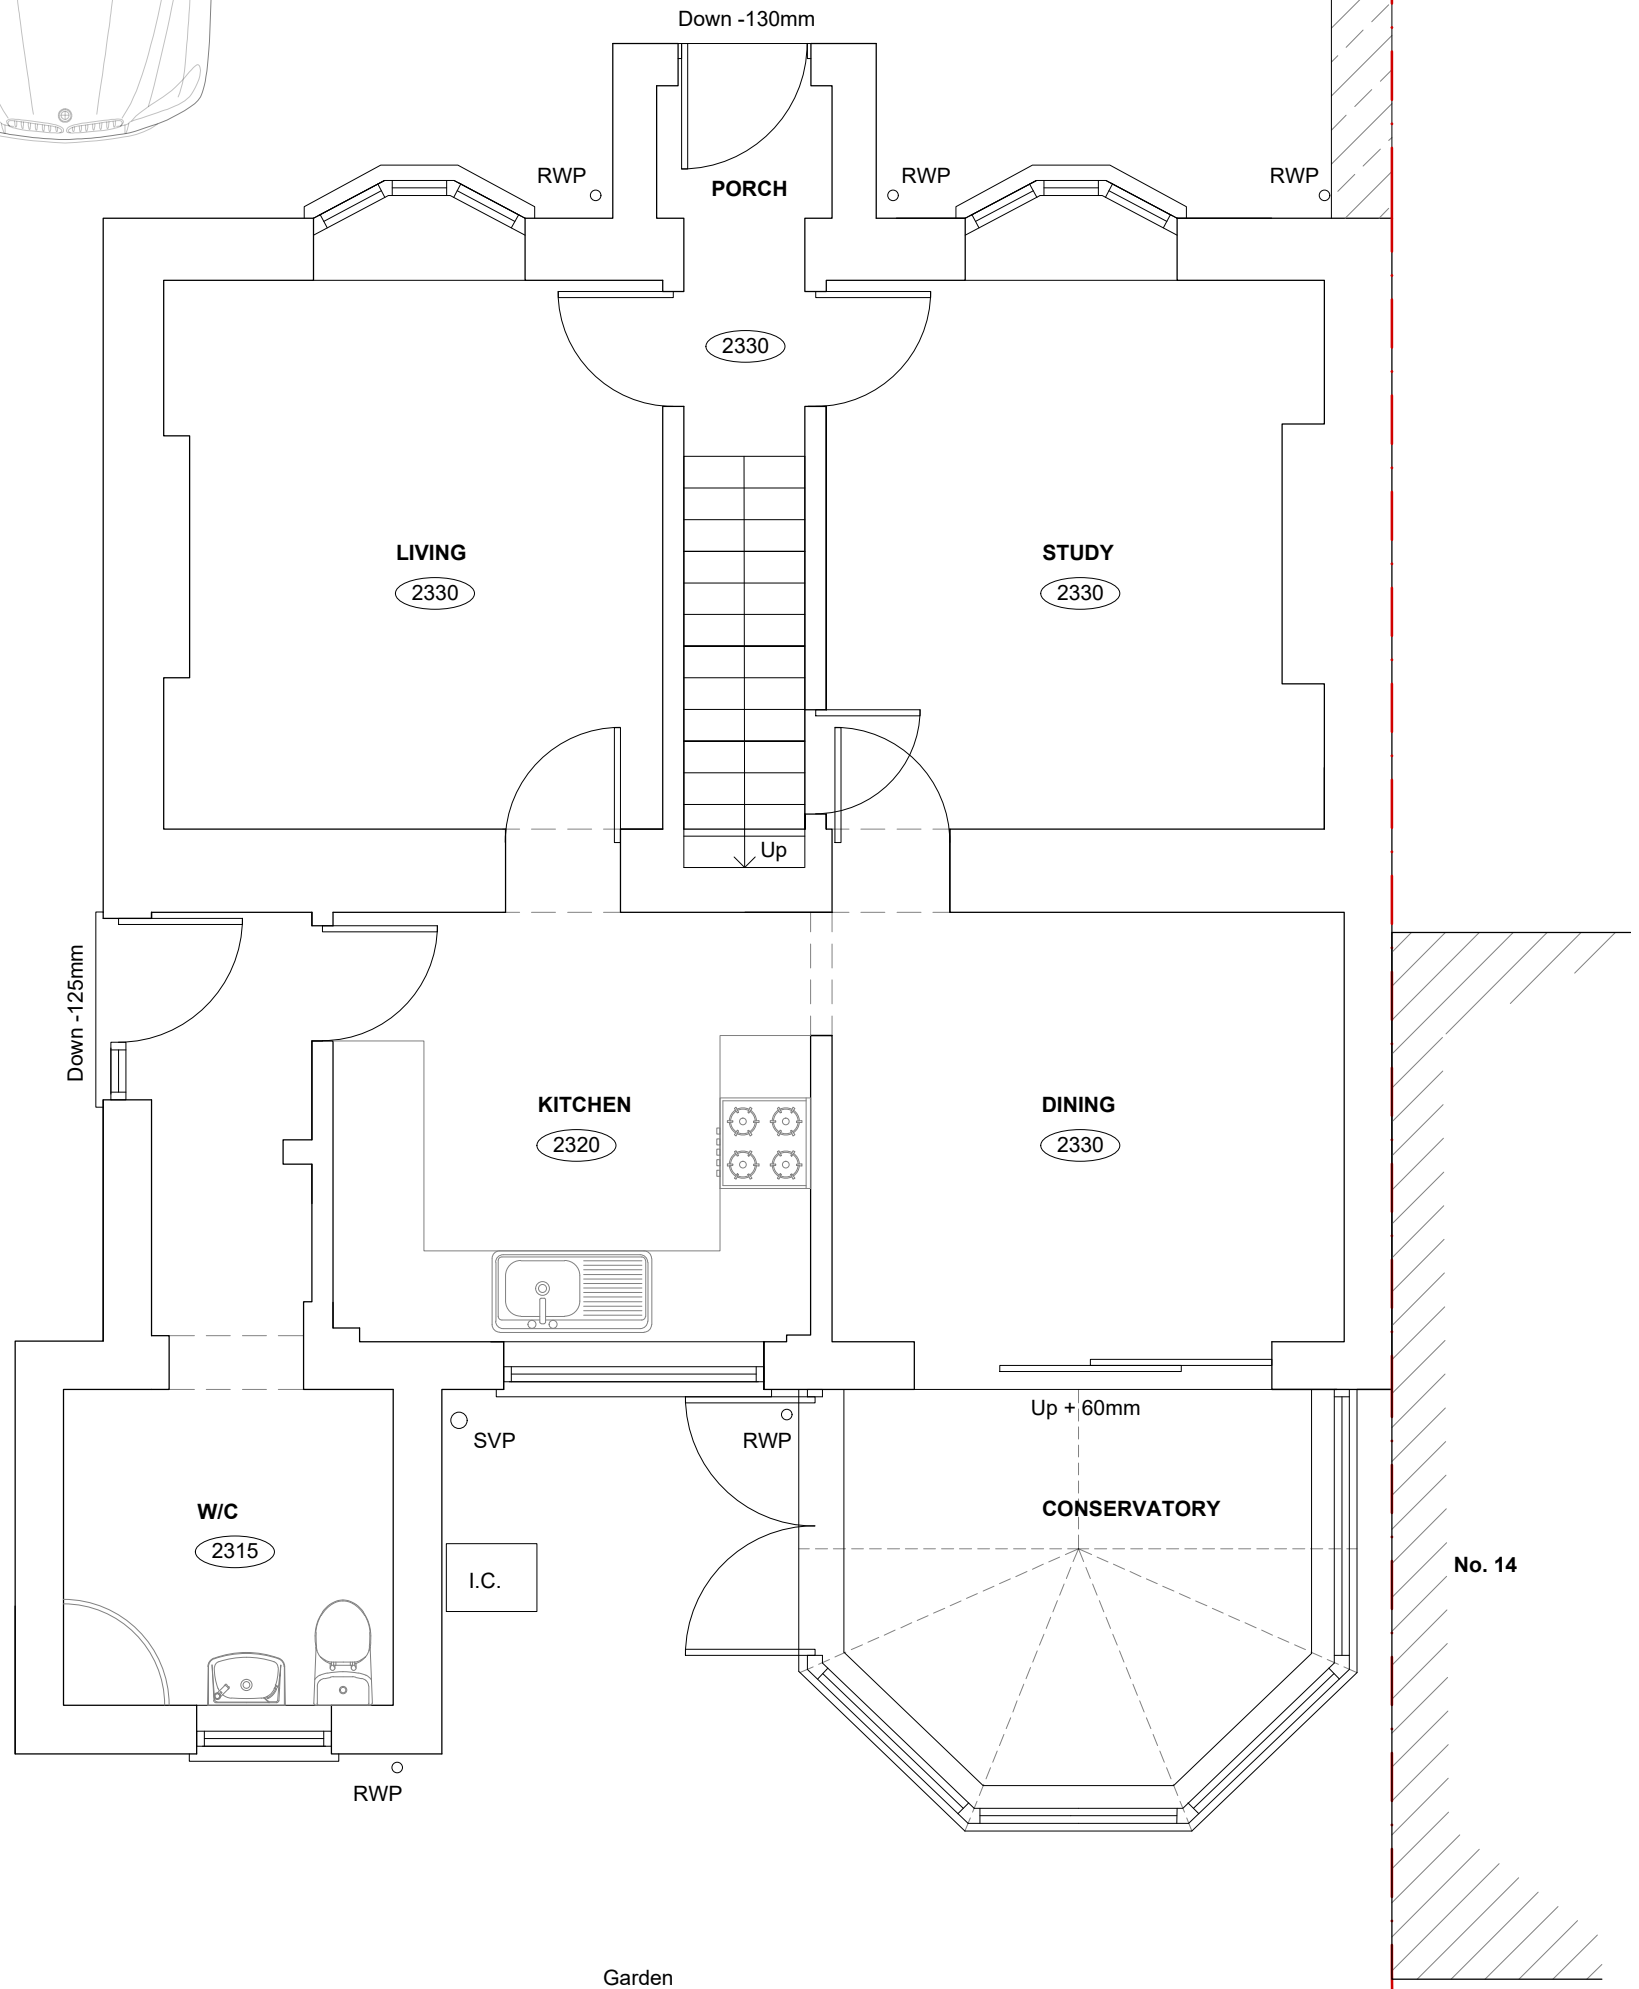 Down -130mm
RWP
PORCH
RWP
RWP
2330
LIVING
2330
STUDY
2330
Up
Down -125mm
KITCHEN
2320
DINING
2330
Up + 60mm
SVP
RWP
W/C
2315
CONSERVATORY
I.C.
No. 14
RWP
Garden